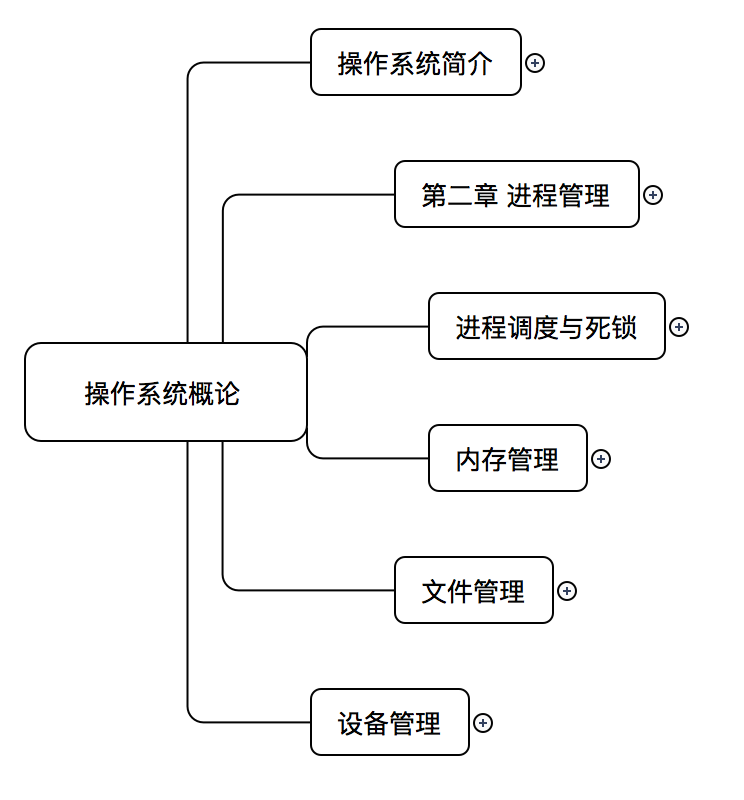 操作系统简介
第二章 进程管理
进程调度与死锁
操作系统概论
内存管理
文件管理
设备管理